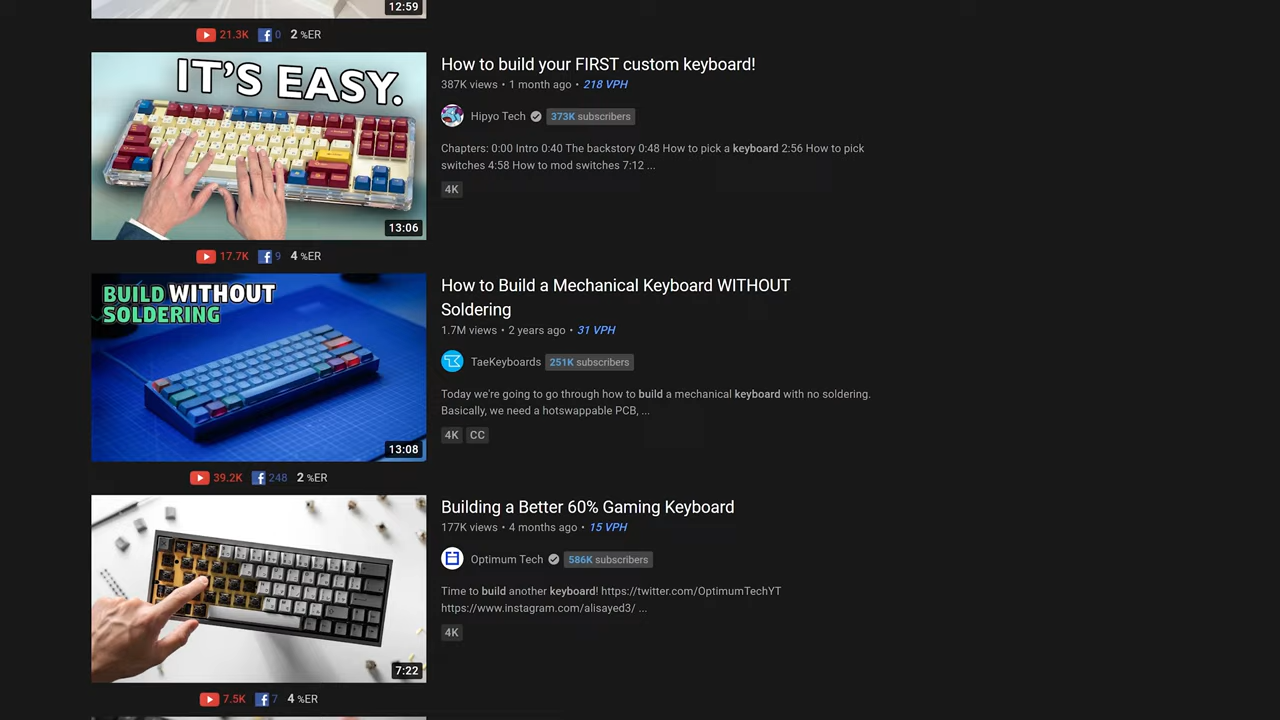 12:59
21.3K 0 2 %ER
IT'S EASY.
13:06
How to build your FIRST custom keyboard!
387K views • 1 month ago • 218 VPH
Hipyo Tech 373K subscribers
Chapters: 0:00 Intro 0:40 The backstory 0:48 How to pick a keyboard 2:56 How to pick
switches 4:58 How to mod switches 7:12 ...
4K
17.7K 9 4 %ER
BUILD WITHOUT
SOLDERING
13:08
How to Build a Mechanical Keyboard WITHOUT
Soldering
1.7M views • 2 years ago • 31 VPH
TaeKeyboards 251K subscribers
Today we're going to go through how to build a mechanical keyboard with no soldering.
Basically, we need a hotswappable PCB, ...
4K CC
39.2K 248 2 %ER
7:22
Building a Better 60% Gaming Keyboard
177K views • 4 months ago • 15 VPH
Optimum Tech 586K subscribers
Time to build another keyboard! https://twitter.com/OptimumTechYT
https://www.instagram.com/alisayed3/ ...
4K
7.5K 7 4 %ER